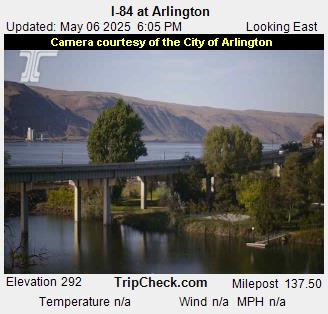 I-84 at Arlington
Updated: May 06 2025 6:05 PM Looking East
Camera courtesy of the City of Arlington
Elevation 292 TripCheck.com Milepost 137.50
Temperature n/a Wind n/a MPH n/a